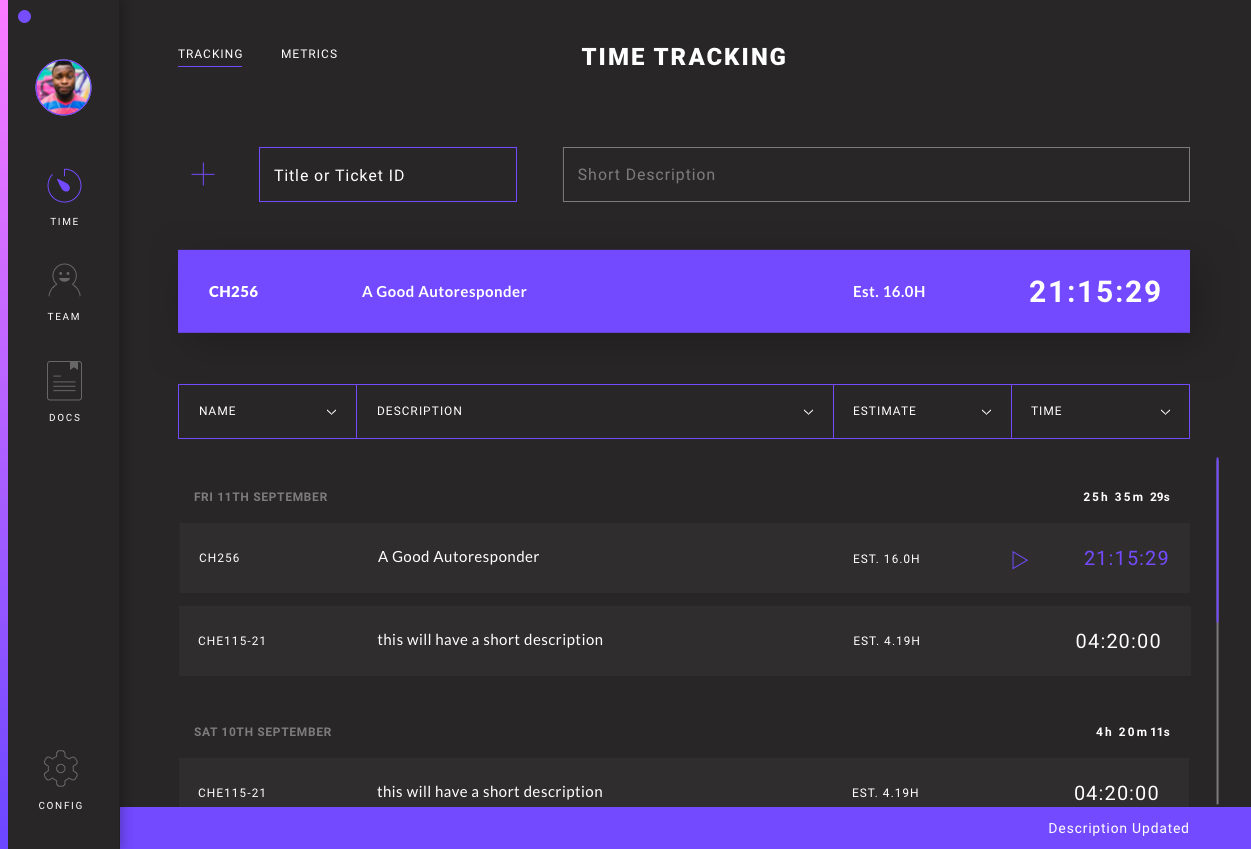 TRACKING METRICS TIME TRACKING
Title or Ticket ID Short Description
TIME
TEAM
DOCS
CONFIG
CH256 A Good Autoresponder Est. 16.0H 21:15:29
NAME DESCRIPTION ESTIMATE TIME
FRI 11TH SEPTEMBER 25h 35m 29s
CH256 A Good Autoresponder EST. 16.0H 21:15:29
CHE115-21 this will have a short description EST. 4.19H 04:20:00
SAT 10TH SEPTEMBER 4h 20m 11s
CHE115-21 this will have a short description EST. 4.19H 04:20:00
Description Updated